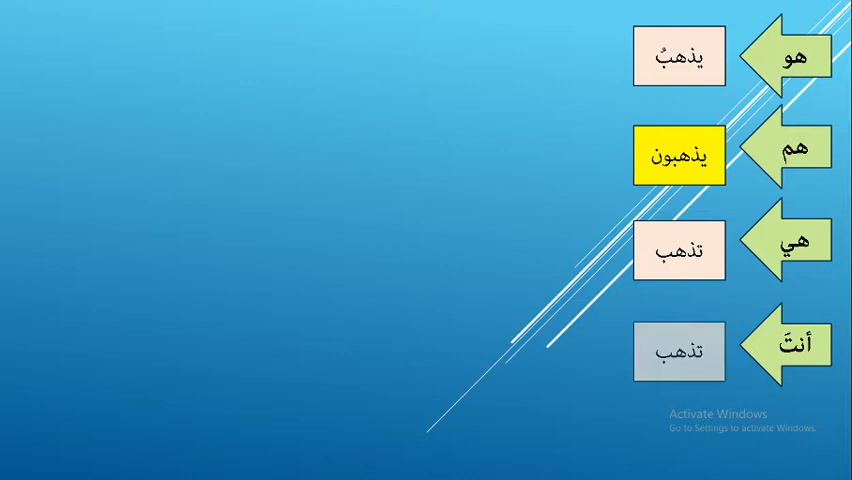 هو
يذهبُ
هم
يذهبون
هي
تذهب
أنتَ
تذهب
Activate Windows
Go to Settings to activate Windows.